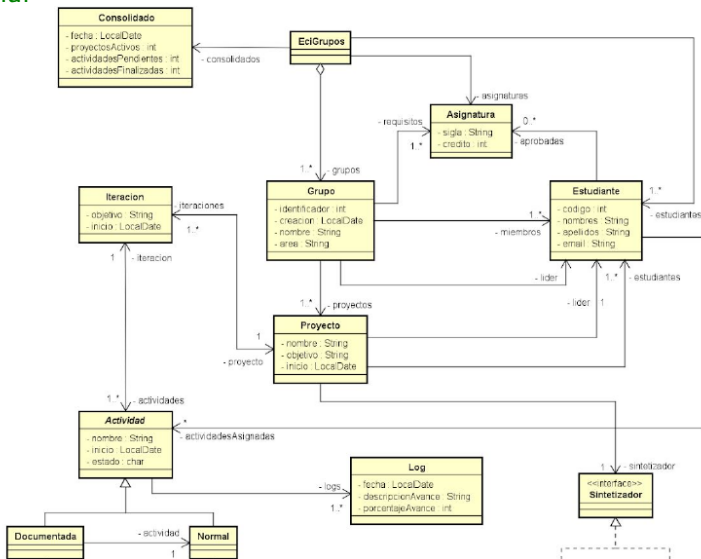 Consolidado
- fecha : LocalDate
- proyectosActivos : int
- actividadesPendientes : int
- actividadesFinalizadas : int
- consolidados
EciGrupos
- asignaturas
Asignatura
- sigla : String
- credito : int
- requisitos
1..*
0..*
- aprobadas
1..*
- grupos
Grupo
- identificador : int
- creacion : LocalDate
- nombre : String
- area : String
1..*
- miembros
Estudiante
- codigo : int
- nombres : String
- apellidos : String
- email : String
1..*
- estudiantes
Iteracion
- objetivo : String
- inicio : LocalDate
- iteraciones
1..*
1
- iteracion
- lider
- lider
1
1..*
- estudiantes
1..*
- proyectos
Proyecto
- nombre : String
- objetivo : String
- inicio : LocalDate
1
- proyecto
1..*
- actividades
Actividad
- nombre : String
- inicio : LocalDate
- estado : char
*
- actividadesAsignadas
- logs
1..*
Log
- fecha : LocalDate
- descripcionAvance : String
- porcentajeAvance : int
1
- sintetizador
<<interface>>
Sintetizador
Documentada
- actividad
1
Normal